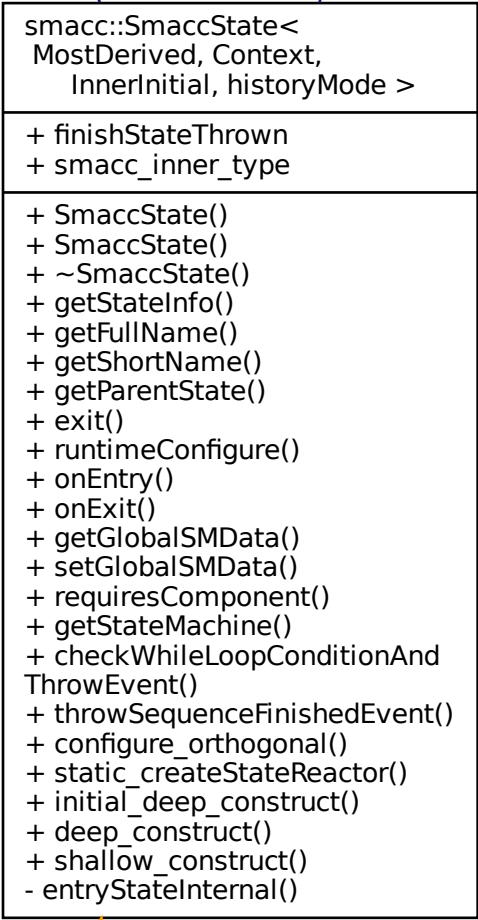 smacc::SmaccState<
MostDerived, Context,
InnerInitial, historyMode >
+ finishStateThrown
+ smacc_inner_type
+ SmaccState()
+ SmaccState()
+ ~SmaccState()
+ getStateInfo()
+ getFullName()
+ getShortName()
+ getParentState()
+ exit()
+ runtimeConfigure()
+ onEntry()
+ onExit()
+ getGlobalSMData()
+ setGlobalSMData()
+ requiresComponent()
+ getStateMachine()
+ checkWhileLoopConditionAnd
ThrowEvent()
+ throwSequenceFinishedEvent()
+ configure_orthogonal()
+ static_createStateReactor()
+ initial_deep_construct()
+ deep_construct()
+ shallow_construct()
- entryStateInternal()